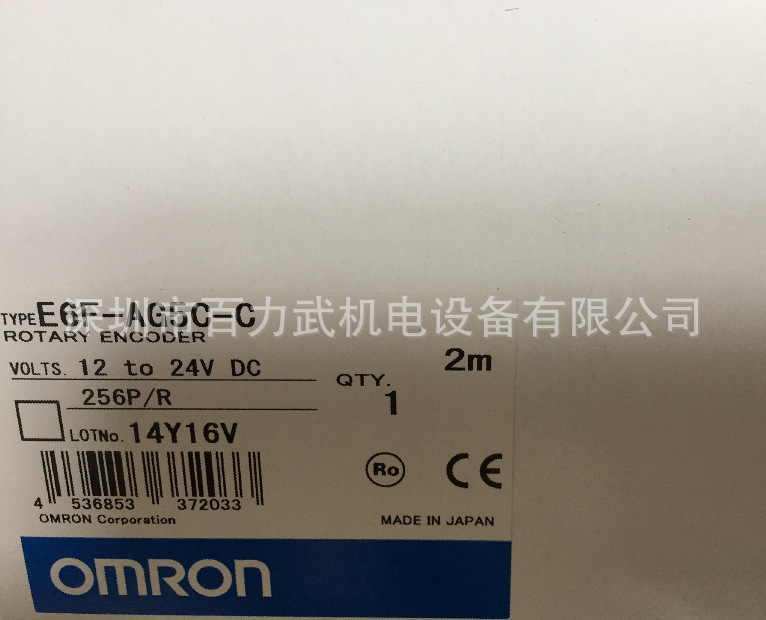 TYPE E6F-AG5C-C
深圳市百力武机电设备有限公司
ROTARY ENCODER
VOLTS. 12 to 24V DC
2m
256P/R
QTY. 1
LOTNo. 14Y16V
Ro CE
4 536853 372033
OMRON Corporation
MADE IN JAPAN
OMRON